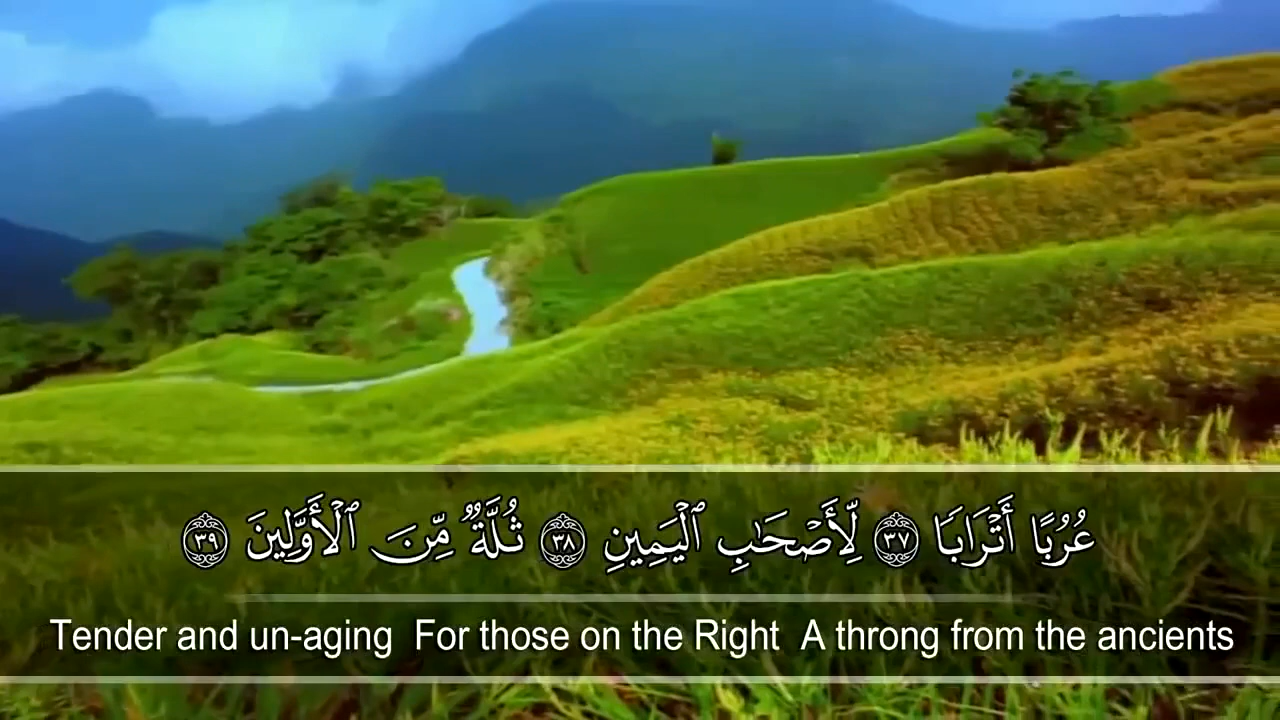 عُرُبًا أَتۡرَابٗا ٣٧ لِّأَصۡحَٰبِ ٱلۡيَمِينِ ٣٨ ثُلَّةٞ مِّنَ ٱلۡأَوَّلِينَ ٣٩
Tender and un-aging For those on the Right A throng from the ancients